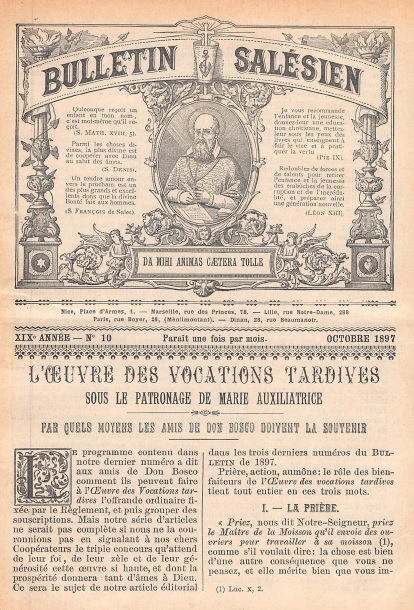 BULLETIN SALÉSIEN
Quiconque reçoit un
enfant en mon nom,
c'est moi-même qu'il re-
çoit.
(S. MATH. XVIII, 5).
Parmi les choses di-
vines, la plus divine est
de coopérer avec Dieu
au salut des âmes.
(S. DENIS).
Un tendre amour en-
vers le prochain est un
des plus grands et excel-
lents dons que la divine
Bonté fait aux hommes.
(S. FRANÇOIS de Sales).
Je vous recommande
l'enfance et la jeunesse,
donnez-leur une éduca-
tion chrétienne, mettez-
leur sous les yeux des
livres qui enseignent à
fuir le vice et à prati-
quer la vertu
(PIE IX).
Redoublez de forces et
de talents pour retirer
l'enfance et la jeunesse
des embûches de la cor-
ruption et de l'incrédu-
lité, et préparer ainsi
une génération nouvelle.
(LÉON XIII).
DA MIHI ANIMAS CÆTERA TOLLE
Nice, Place d'Armes, 1. — Marseille, rue des Princes, 78. — Lille, rue Notre-Dame, 288
Paris, rue Boyer, 28, (Ménilmontant). — Dinan, 28, rue Beaumanoir.
XIXe ANNÉE — No 10 Paraît une fois par mois. OCTOBRE 1897
L'ŒUVRE DES VOCATIONS TARDIVES
SOUS LE PATRONAGE DE MARIE AUXILIATRICE
PAR QUELS MOYENS LES AMIS DE DON BOSCO DOIVENT LA SOUTENIR
LE programme contenu dans
notre dernier numéro a dit
aux amis de Don Bosco
comment ils peuvent faire
à l'Œuvre des Vocations tar-
dives l'offrande ordinaire fi-
xée par le Règlement, et puis grouper des
souscriptions. Mais notre série d'articles
ne serait pas complète si nous ne la cou-
ronnions pas en signalant à nos chers
Coopérateurs le triple concours qu'attend
de leur foi, de leur zèle et de leur gé-
nérosité cette œuvre si haute, et dont la
prospérité donnera tant d'âmes à Dieu.
Ce sera le sujet de notre article éditorial
dans les trois derniers numéros du BUL-
LETIN de 1897.
Prière, action, aumône: le rôle des bien-
faiteurs de l'Œuvre des vocations tardives
tient tout entier en ces trois mots.
I. — LA PRIÈRE.
« Priez, nous dit Notre-Seigneur, priez
le Maître de la Moisson qu'il envoie des ou-
vriers pour travailler à sa moisson (1),
comme s'il voulait dire: la chose est bien
d'une autre conséquence que vous ne
pensez, et elle mérite bien que vous im-
(1) Luc. X, 2.